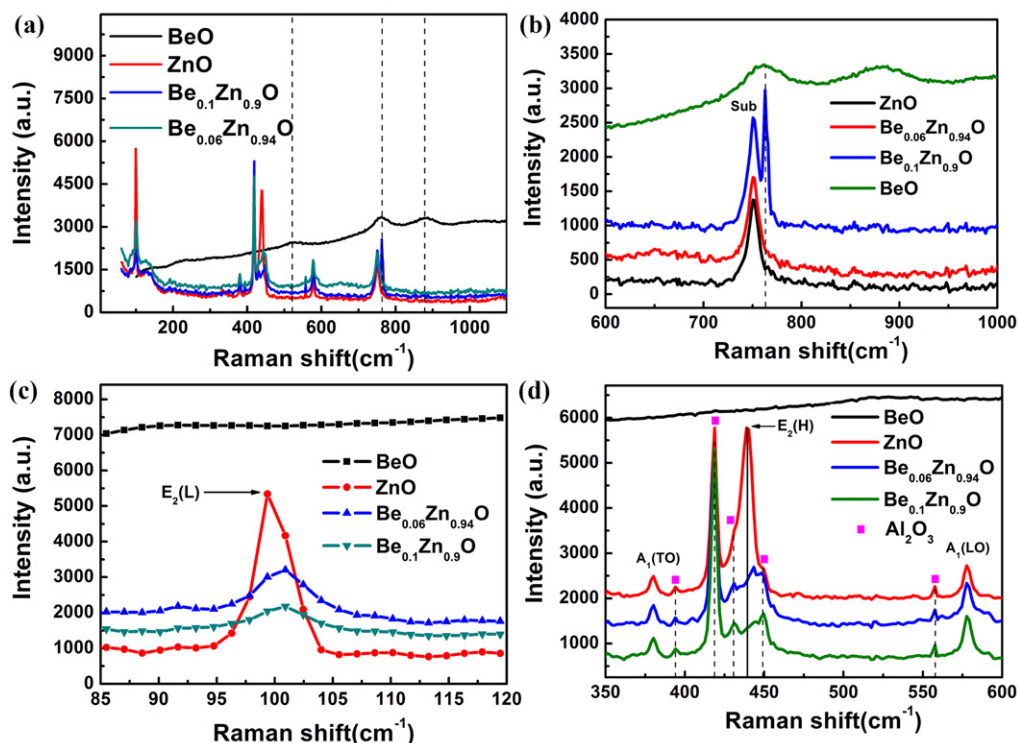 (a)
BeO
ZnO
Be0.1Zn0.9O
Be0.06Zn0.94O
Intensity (a.u.)
9000
7500
6000
4500
3000
1500
0
200 400 600 800 1000
Raman shift(cm-1)
(b)
Sub
ZnO
Be0.06Zn0.94O
Be0.1Zn0.9O
BeO
Intensity (a.u.)
4000
3500
3000
2500
2000
1500
1000
500
0
600 700 800 900 1000
Raman shift(cm-1)
(c)
E2(L)
BeO
ZnO
Be0.06Zn0.94O
Be0.1Zn0.9O
Intensity (a.u.)
8000
7000
6000
5000
4000
3000
2000
1000
0
85 90 95 100 105 110 115 120
Raman shift(cm-1)
(d)
E2(H)
BeO
ZnO
Be0.06Zn0.94O
Be0.1Zn0.9O
Al2O3
A1(TO)
A1(LO)
Intensity (a.u.)
6000
5000
4000
3000
2000
1000
350 400 450 500 550 600
Raman shift(cm-1)